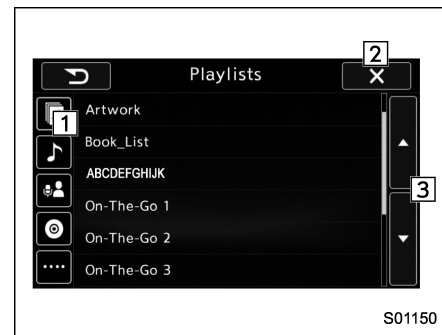 2
Playlists
1
Artwork
Book_List
ABCDEFGHIJK
3
On-The-Go 1
On-The-Go 2
On-The-Go 3
S01150